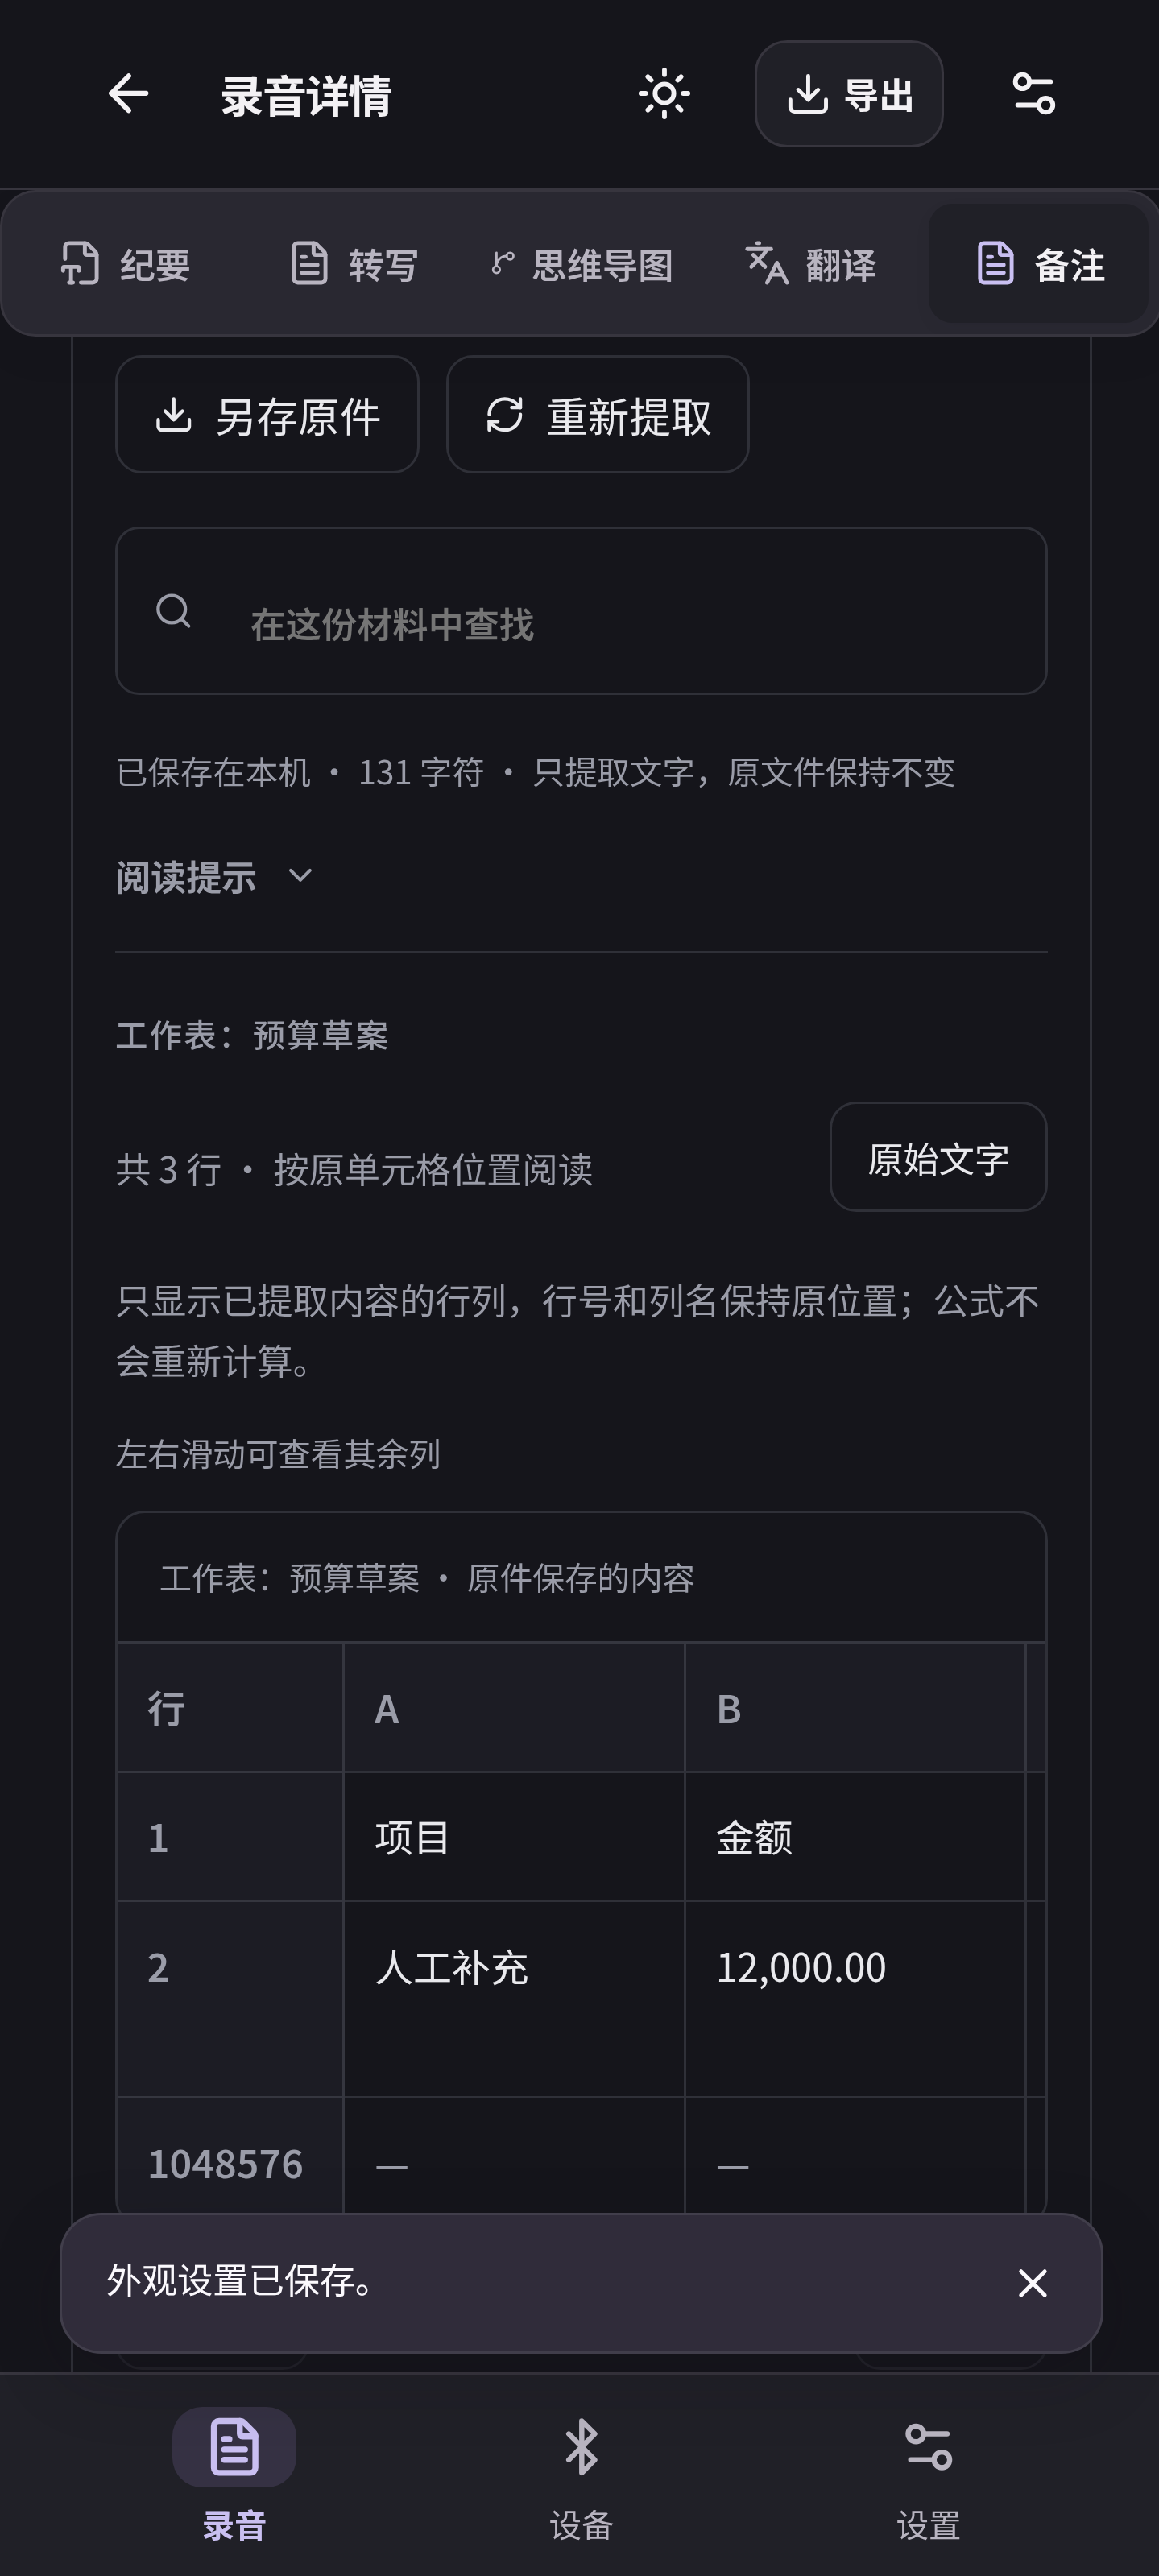 录音详情
导出
纪要
转写
思维导图
翻译
备注
另存原件
重新提取
在这份材料中查找
已保存在本机 · 131 字符 · 只提取文字，原文件保持不变
阅读提示
工作表：预算草案
共 3 行 · 按原单元格位置阅读
原始文字
只显示已提取内容的行列，行号和列名保持原位置；公式不
会重新计算。
左右滑动可查看其余列
工作表：预算草案 · 原件保存的内容
行 A B
1 项目 金额
2 人工补充 12,000.00
1048576 — —
外观设置已保存。
录音
设备
设置